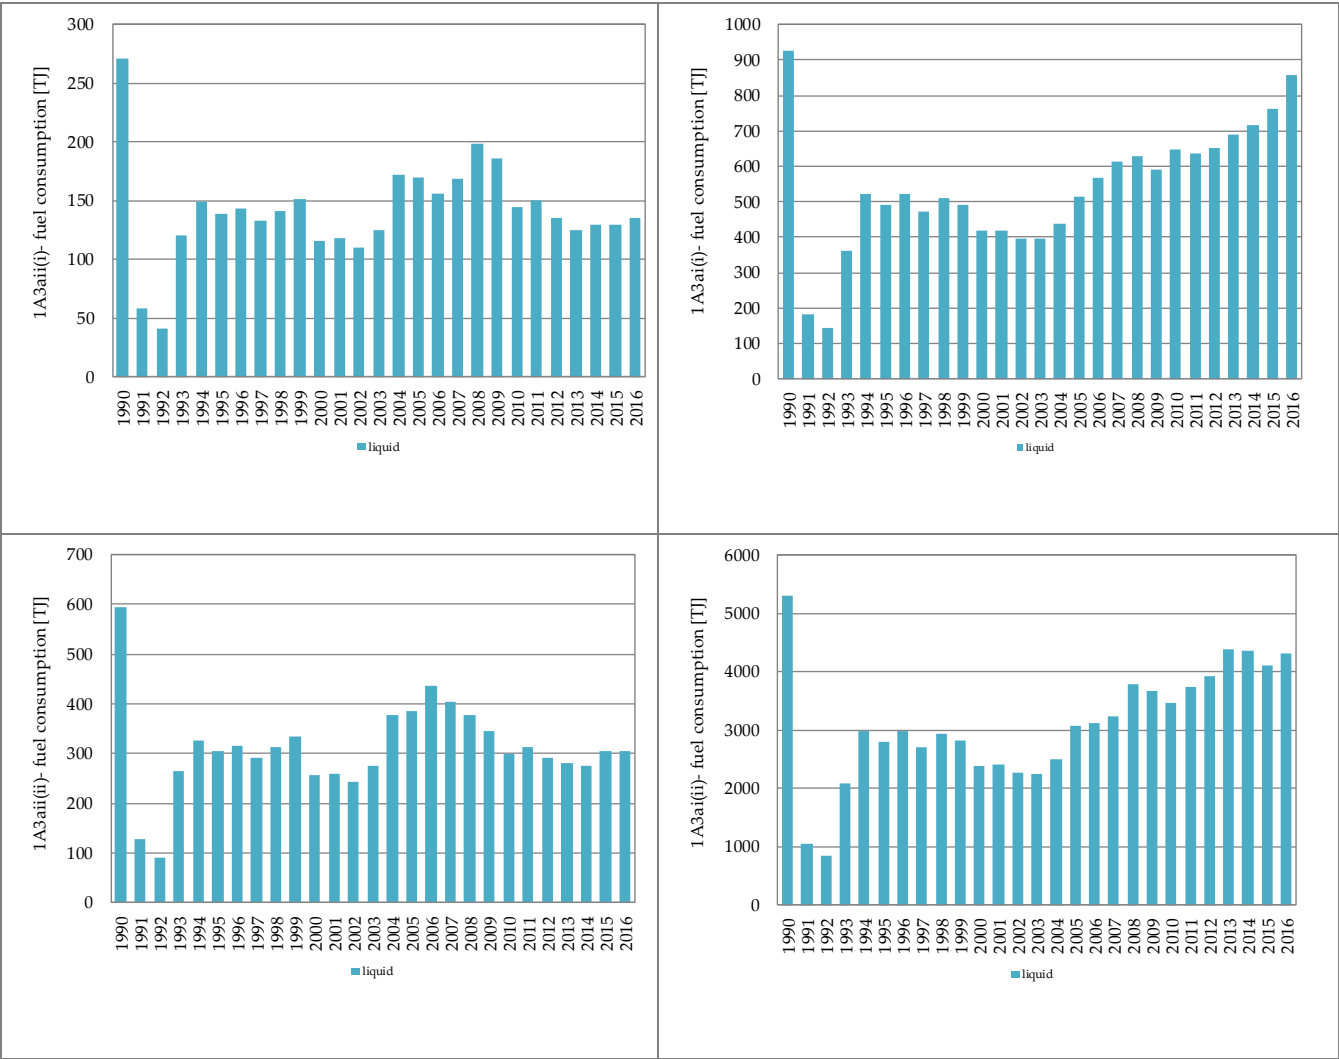 1A3aii(i)- fuel consumption [TJ]
300
250
200
150
100
50
0
1990 1991 1992 1993 1994 1995 1996 1997 1998 1999 2000 2001 2002 2003 2004 2005 2006 2007 2008 2009 2010 2011 2012 2013 2014 2015 2016
liquid
1A3ai(i)- fuel consumption [TJ]
1000
900
800
700
600
500
400
300
200
100
0
1990 1991 1992 1993 1994 1995 1996 1997 1998 1999 2000 2001 2002 2003 2004 2005 2006 2007 2008 2009 2010 2011 2012 2013 2014 2015 2016
liquid
1A3aii(ii)- fuel consumption [TJ]
700
600
500
400
300
200
100
0
1990 1991 1992 1993 1994 1995 1996 1997 1998 1999 2000 2001 2002 2003 2004 2005 2006 2007 2008 2009 2010 2011 2012 2013 2014 2015 2016
liquid
1A3ai(ii)- fuel consumption [TJ]
6000
5000
4000
3000
2000
1000
0
1990 1991 1992 1993 1994 1995 1996 1997 1998 1999 2000 2001 2002 2003 2004 2005 2006 2007 2008 2009 2010 2011 2012 2013 2014 2015 2016
liquid